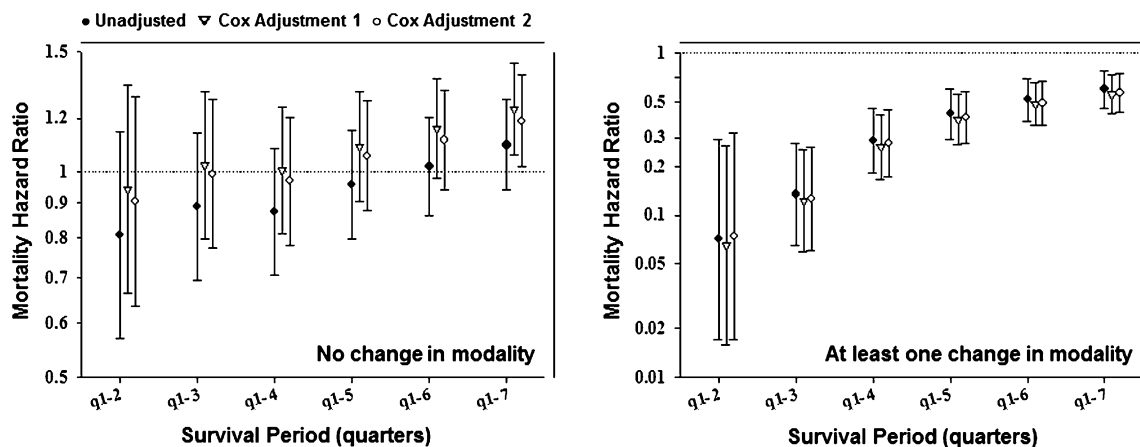 Unadjusted Cox Adjustment 1 Cox Adjustment 2
Mortality Hazard Ratio
1.5
1.2
1
0.9
0.8
0.7
0.6
0.5
No change in modality
q1-2 q1-3 q1-4 q1-5 q1-6 q1-7
Survival Period (quarters)
Mortality Hazard Ratio
1
0.5
0.3
0.2
0.1
0.05
0.02
0.01
At least one change in modality
q1-2 q1-3 q1-4 q1-5 q1-6 q1-7
Survival Period (quarters)